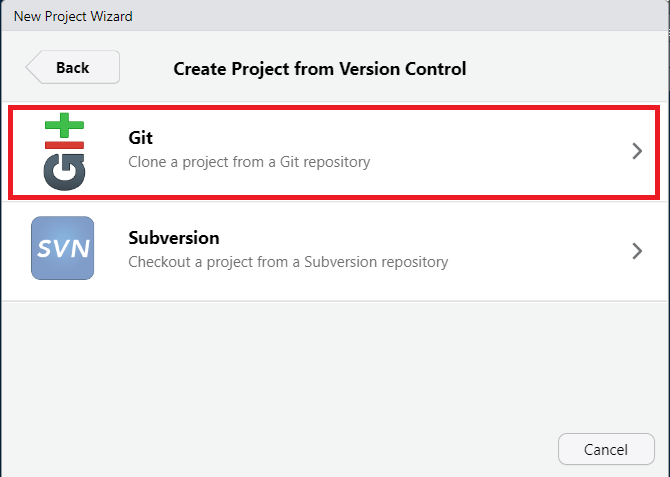 New Project Wizard
Back
Create Project from Version Control
Git
Clone a project from a Git repository
git
Subversion
Checkout a project from a Subversion repository
SVN
Cancel